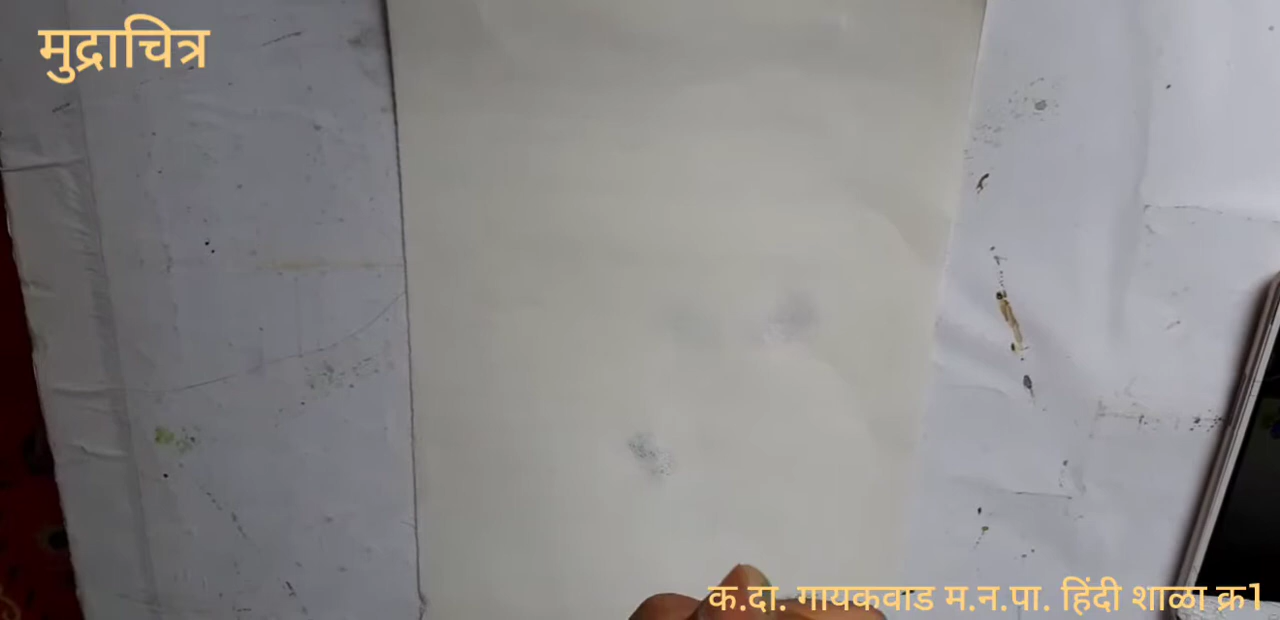 मुद्राचित्र
क.दा. गायकवाड म.न.पा. हिंदी शाळा क्र1